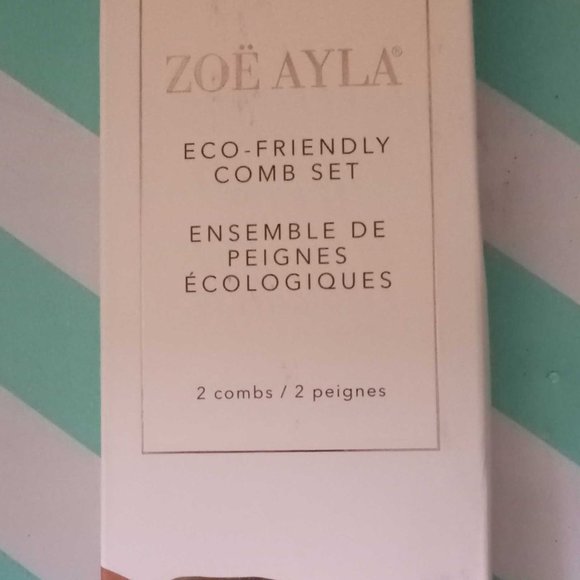 ZOË AYLA®
ECO-FRIENDLY
COMB SET
ENSEMBLE DE
PEIGNES
ÉCOLOGIQUES
2 combs / 2 peignes